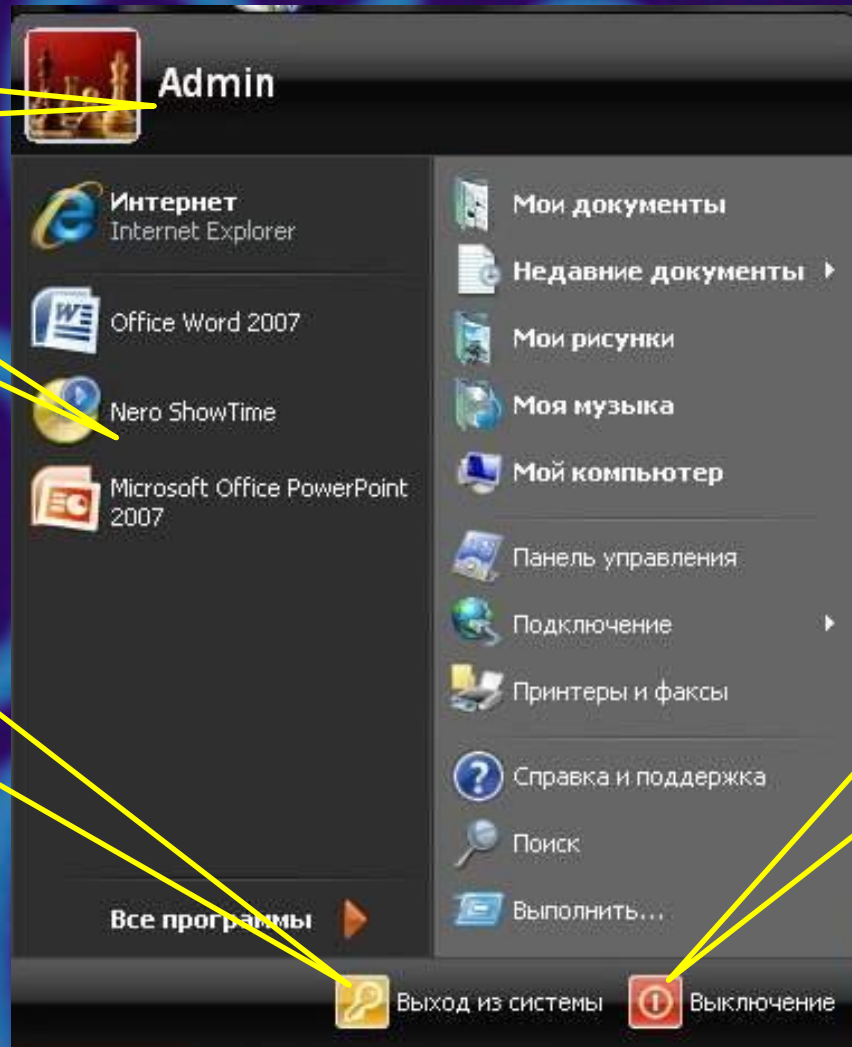 Admin
Интернет
Internet Explorer
Office Word 2007
Nero ShowTime
Microsoft Office PowerPoint
2007
Все программы
Мои документы
Недавние документы
Мои рисунки
Моя музыка
Мой компьютер
Панель управления
Подключение
Принтеры и факсы
Справка и поддержка
Поиск
Выполнить...
Выход из системы
Выключение